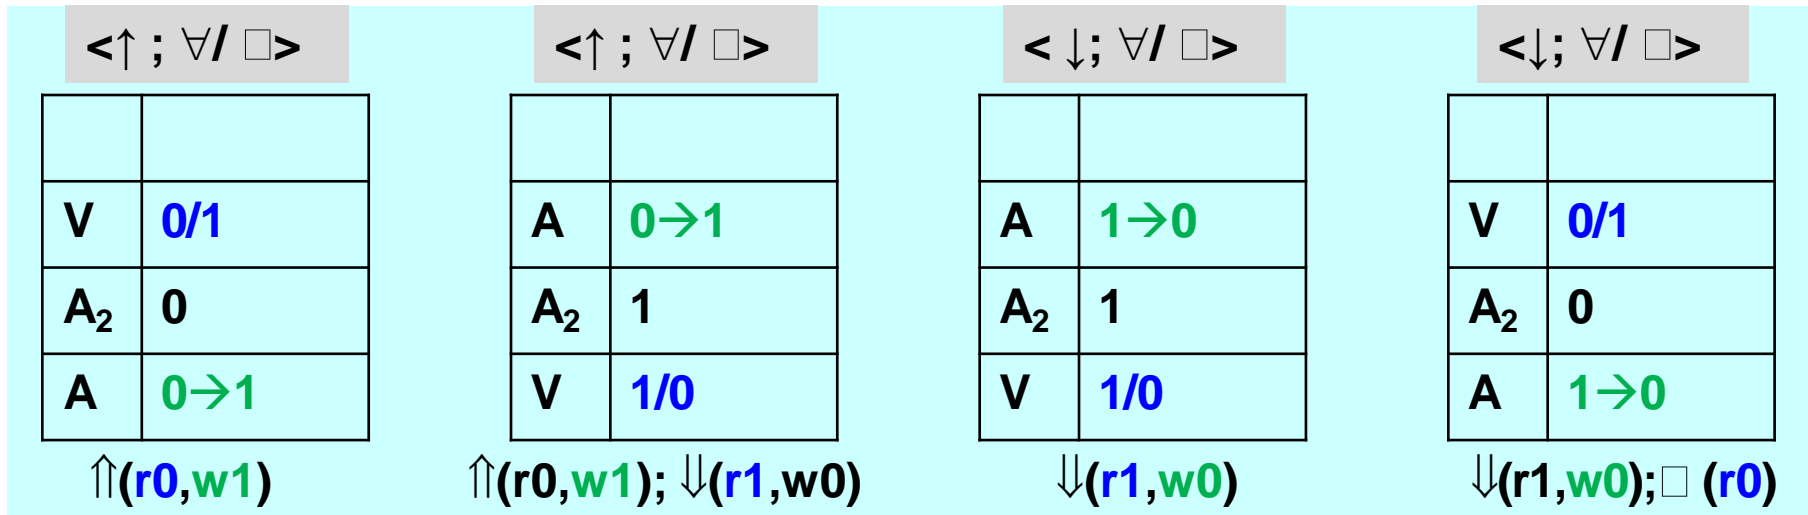 <↑ ; ∀/ □>
<↑ ; ∀/ □>
< ↓; ∀/ □>
<↓; ∀/ □>
V 0/1
A₂ 0
A 0→1
⇑(r0,w1)
A 0→1
A₂ 1
V 1/0
⇑(r0,w1); ⇓(r1,w0)
A 1→0
A₂ 1
V 1/0
⇓(r1,w0)
V 0/1
A₂ 0
A 1→0
⇓(r1,w0);□ (r0)